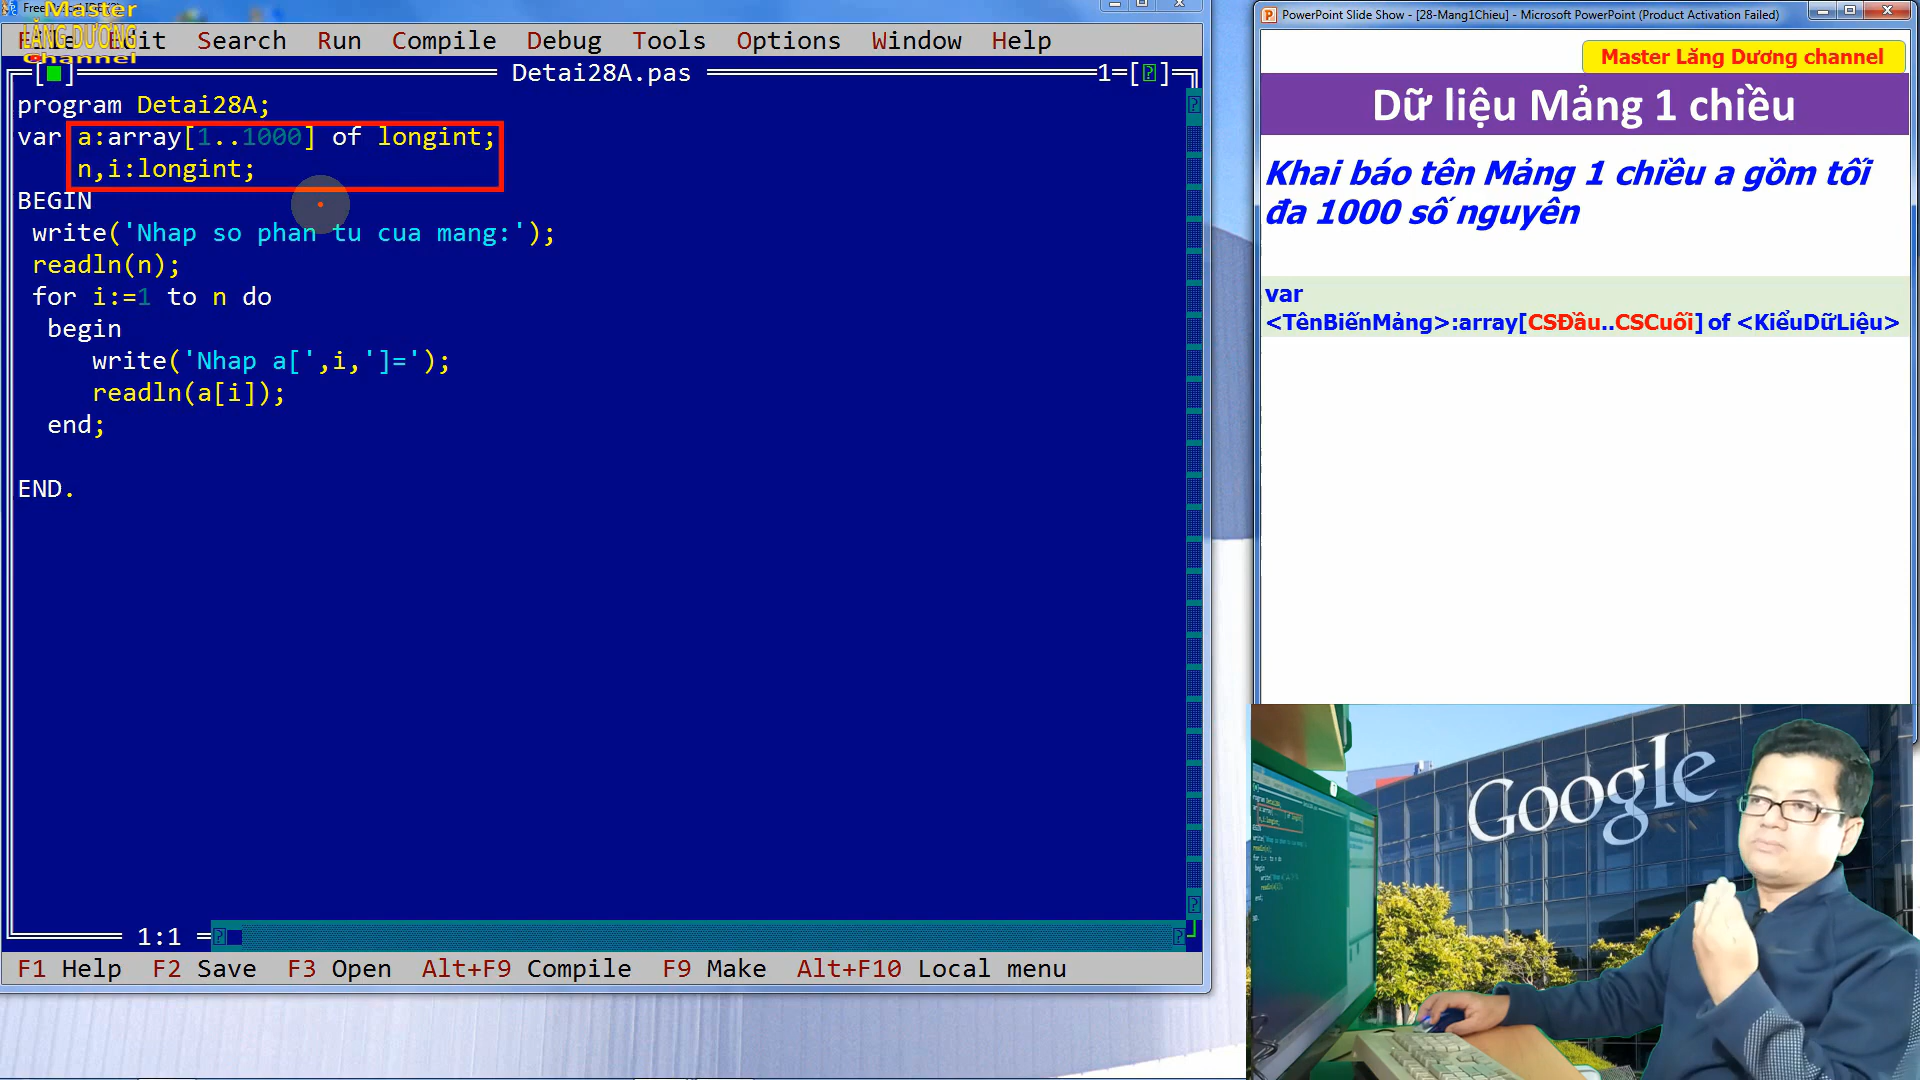 Master
LĂNG DƯƠNG
Channel
Search Run Compile Debug Tools Options Window Help
Detai28A.pas 1
program Detai28A;
var a:array[1..1000] of longint;
n,i:longint;
BEGIN
write('Nhap so phan tu cua mang:');
readln(n);
for i:=1 to n do
begin
write('Nhap a[',i,']=');
readln(a[i]);
end;
END.
1:1
F1 Help F2 Save F3 Open Alt+F9 Compile F9 Make Alt+F10 Local menu
PowerPoint Slide Show - [28-Mang1Chieu] - Microsoft PowerPoint (Product Activation Failed)
Master Lăng Dương channel
Dữ liệu Mảng 1 chiều
Khai báo tên Mảng 1 chiều a gồm tối
đa 1000 số nguyên
var
<TênBiếnMảng>:array[CSĐầu..CSCuối] of <KiểuDữLiệu>
Google